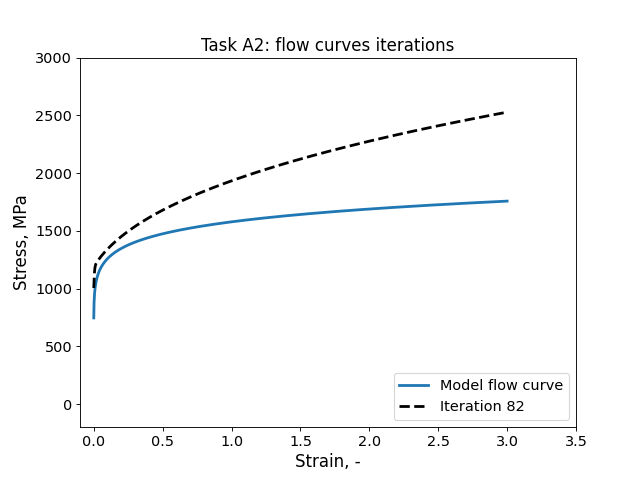 Task A2: flow curves iterations
3000
2500
2000
1500
1000
500
0
Stress, MPa
0.0 0.5 1.0 1.5 2.0 2.5 3.0 3.5
Strain, -
Model flow curve
Iteration 82